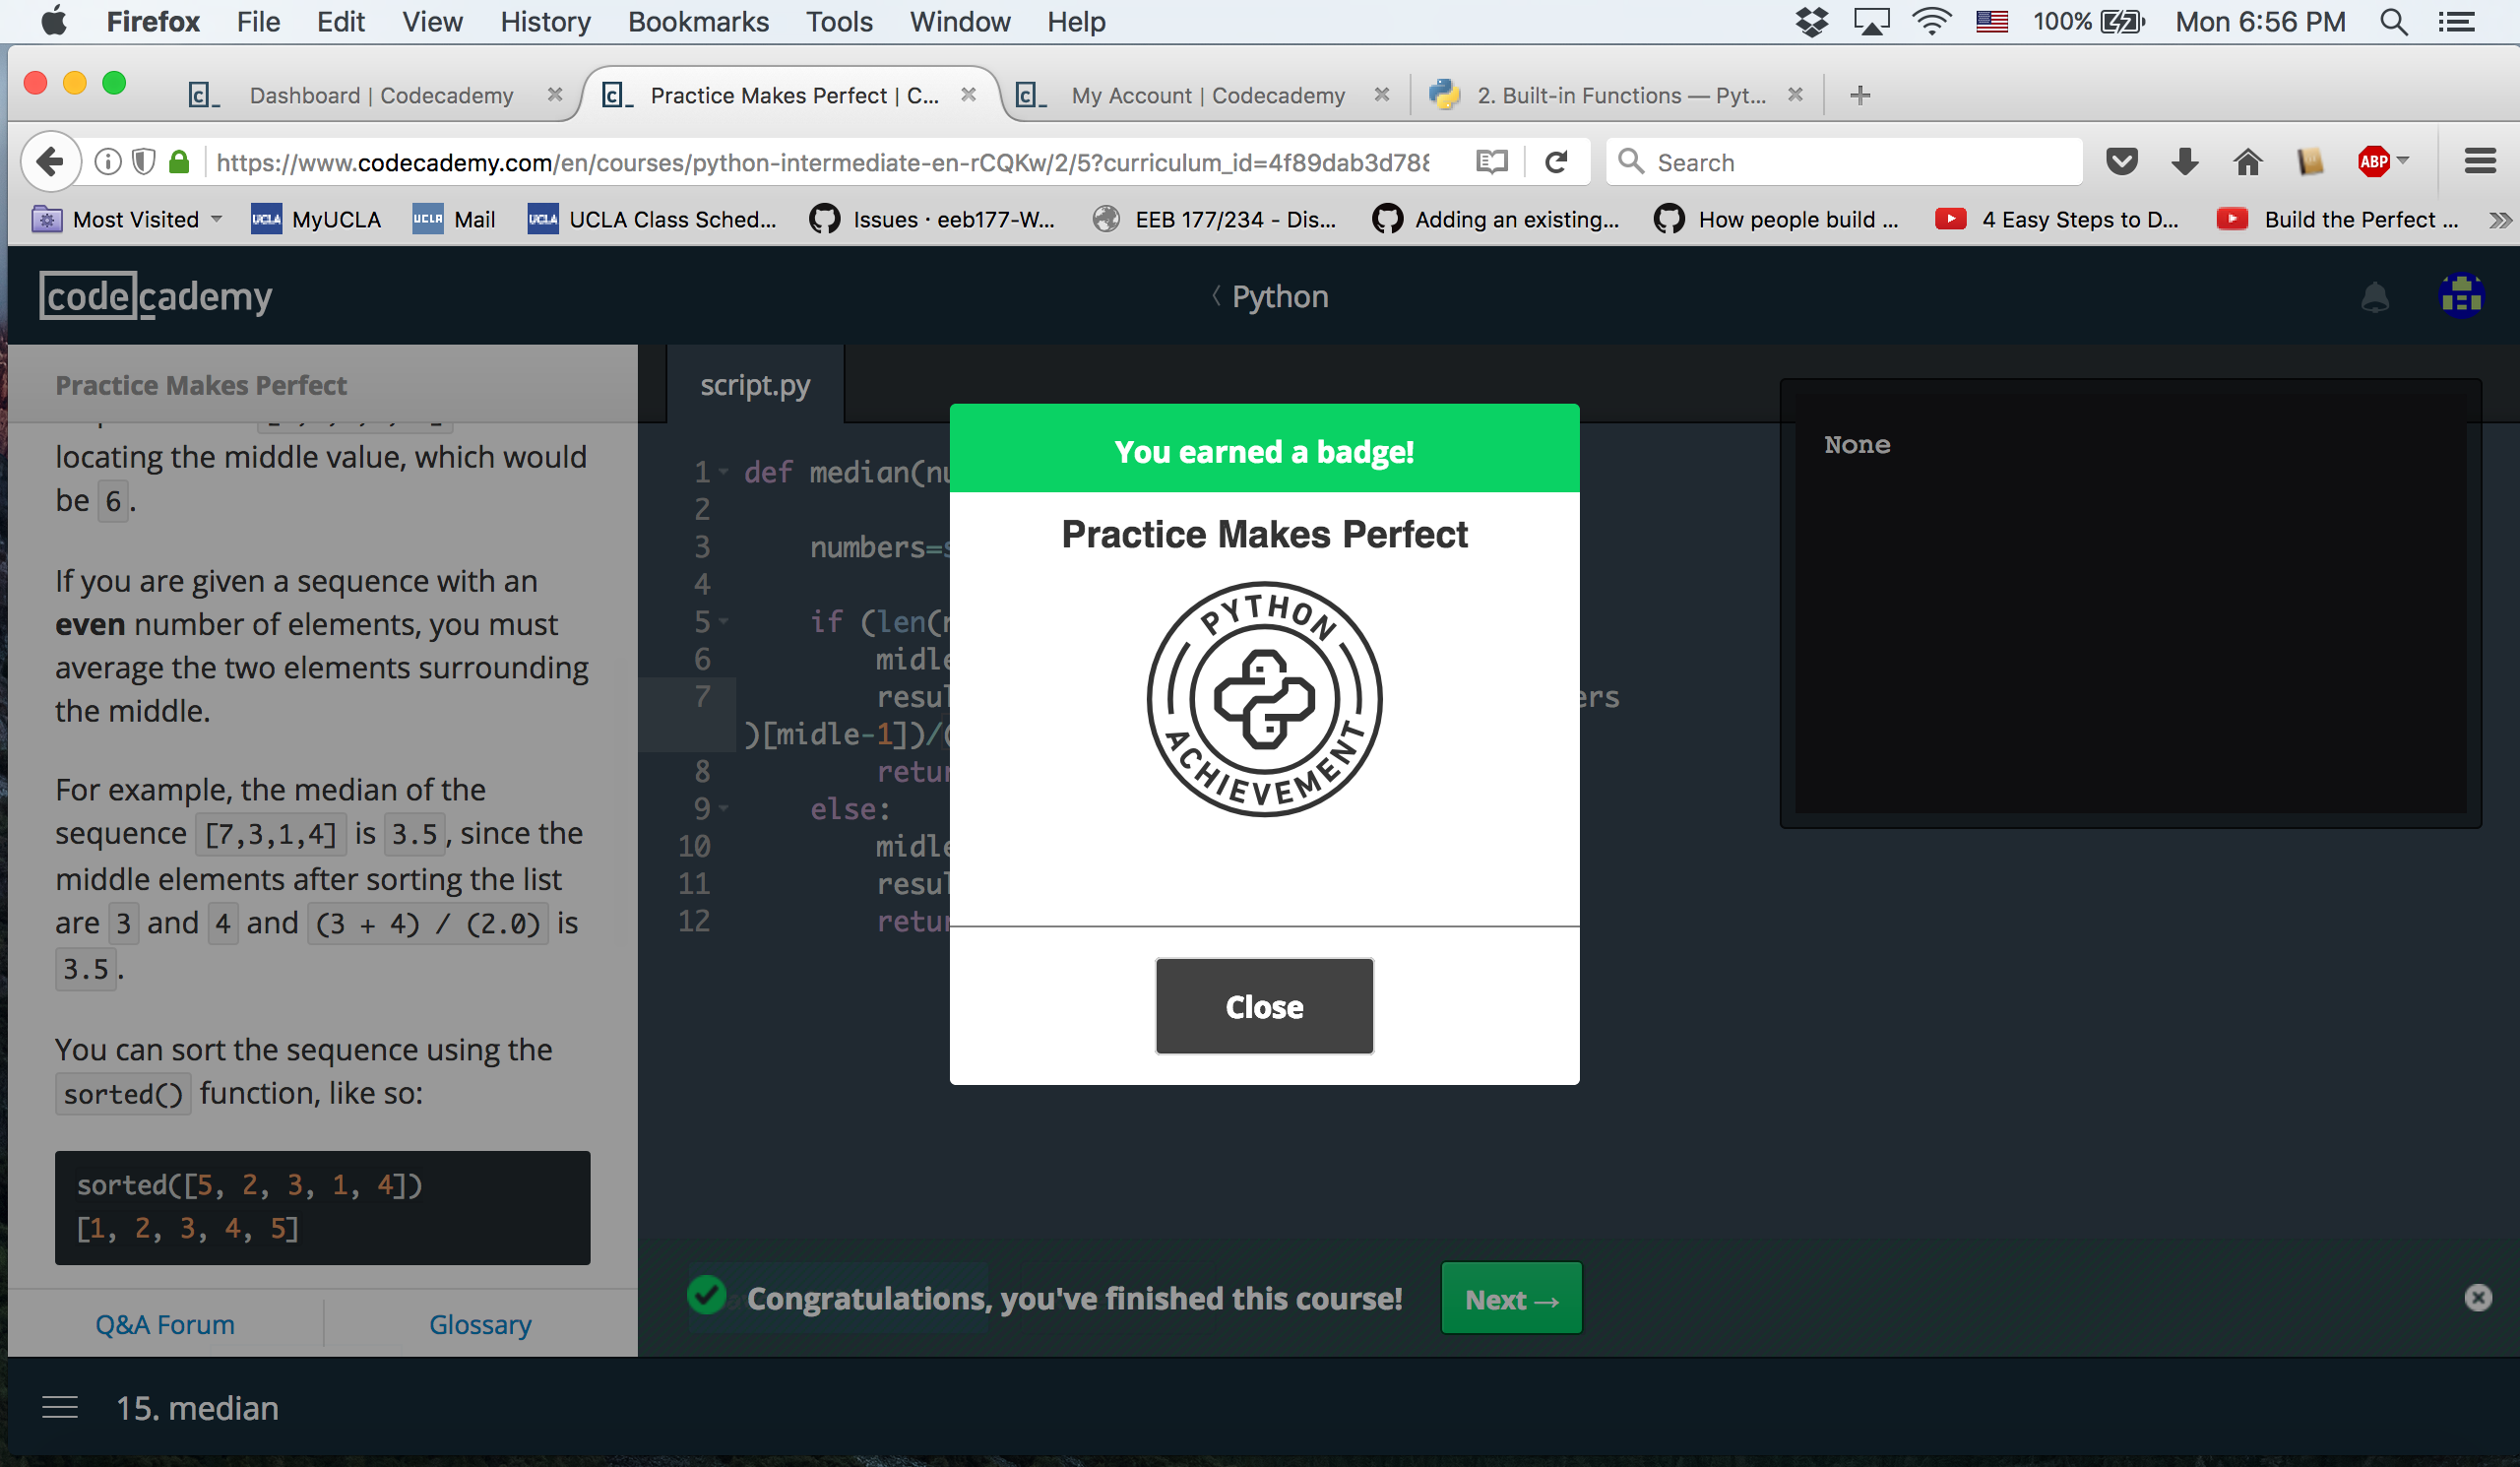 Firefox File Edit View History Bookmarks Tools Window Help 100% Mon 6:56 PM
Dashboard | Codecademy Practice Makes Perfect | C... My Account | Codecademy 2. Built-in Functions — Pyt...
https://www.codecademy.com/en/courses/python-intermediate-en-rCQKw/2/5?curriculum_id=4f89dab3d788 Search ABP
Most Visited UCLA MyUCLA UCLA Mail UCLA UCLA Class Sched... Issues · eeb177-W... EEB 177/234 - Dis... Adding an existing... How people build ... 4 Easy Steps to D... Build the Perfect ...
codecademy
Python
Practice Makes Perfect
locating the middle value, which would
be 6.
If you are given a sequence with an
even number of elements, you must
average the two elements surrounding
the middle.
For example, the median of the
sequence [7,3,1,4] is 3.5, since the
middle elements after sorting the list
are 3 and 4 and (3 + 4) / (2.0) is
3.5.
You can sort the sequence using the
sorted() function, like so:
sorted([5, 2, 3, 1, 4])
[1, 2, 3, 4, 5]
Q&A Forum Glossary
script.py
1 def median(nu
2
3 numbers=s
4
5 if (len(
6 midle
7 resul ers
)[midle-1])/(
8 retur
9 else:
10 midle
11 resul
12 retur
You earned a badge!
Practice Makes Perfect
PYTHON
ACHIEVEMENT
Close
None
Congratulations, you've finished this course! Next →
15. median